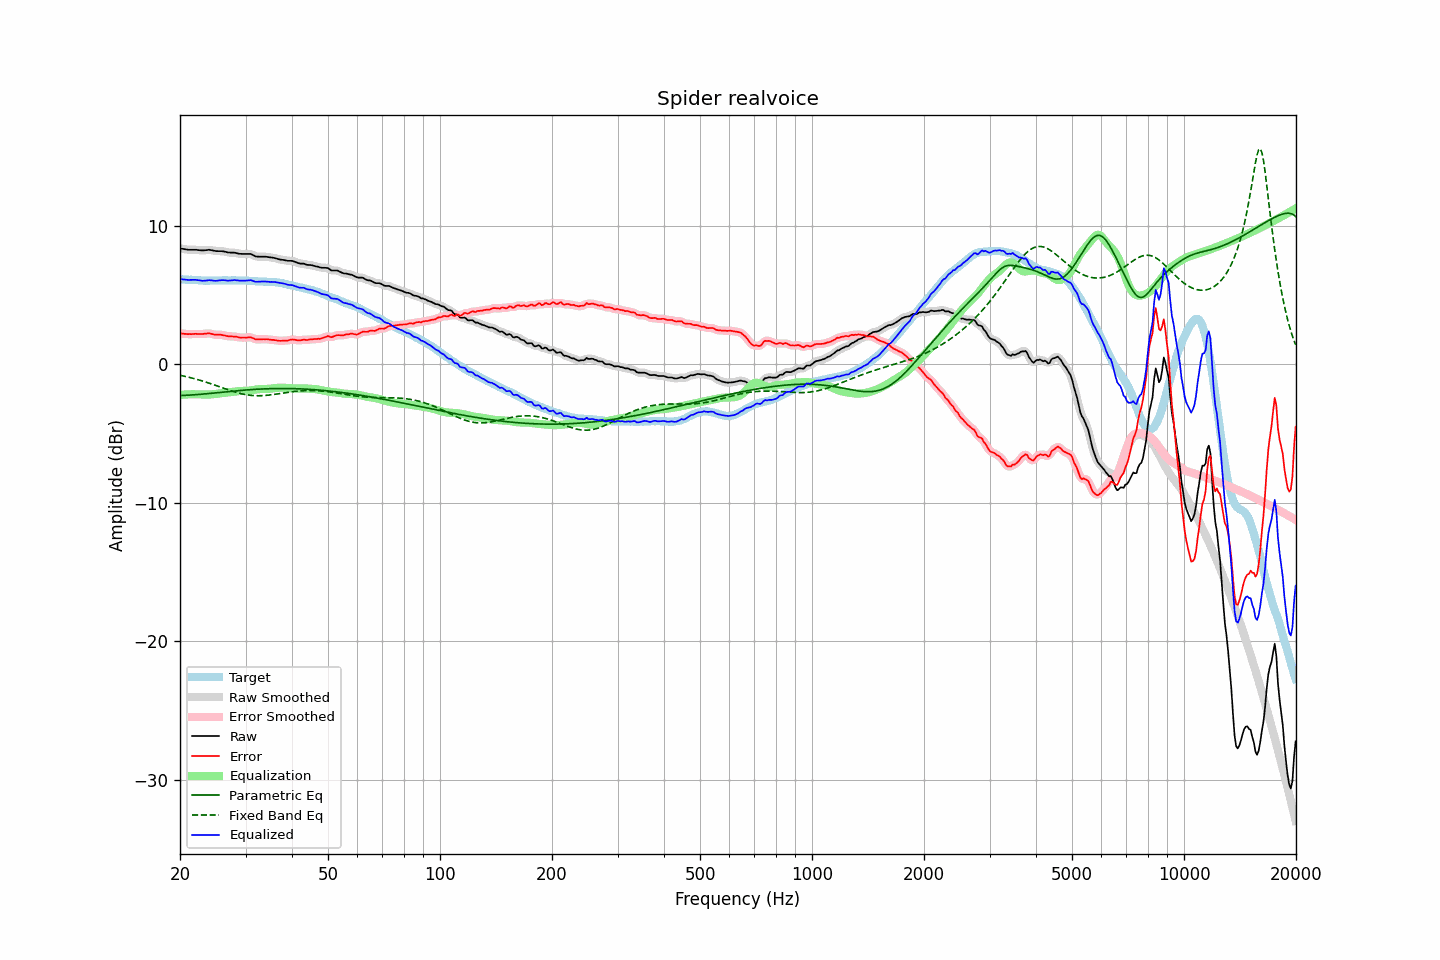 Spider realvoice
Amplitude (dBr)
10
0
−10
−20
−30
Target
Raw Smoothed
Error Smoothed
Raw
Error
Equalization
Parametric Eq
Fixed Band Eq
Equalized
20 50 100 200 500 1000 2000 5000 10000 20000
Frequency (Hz)